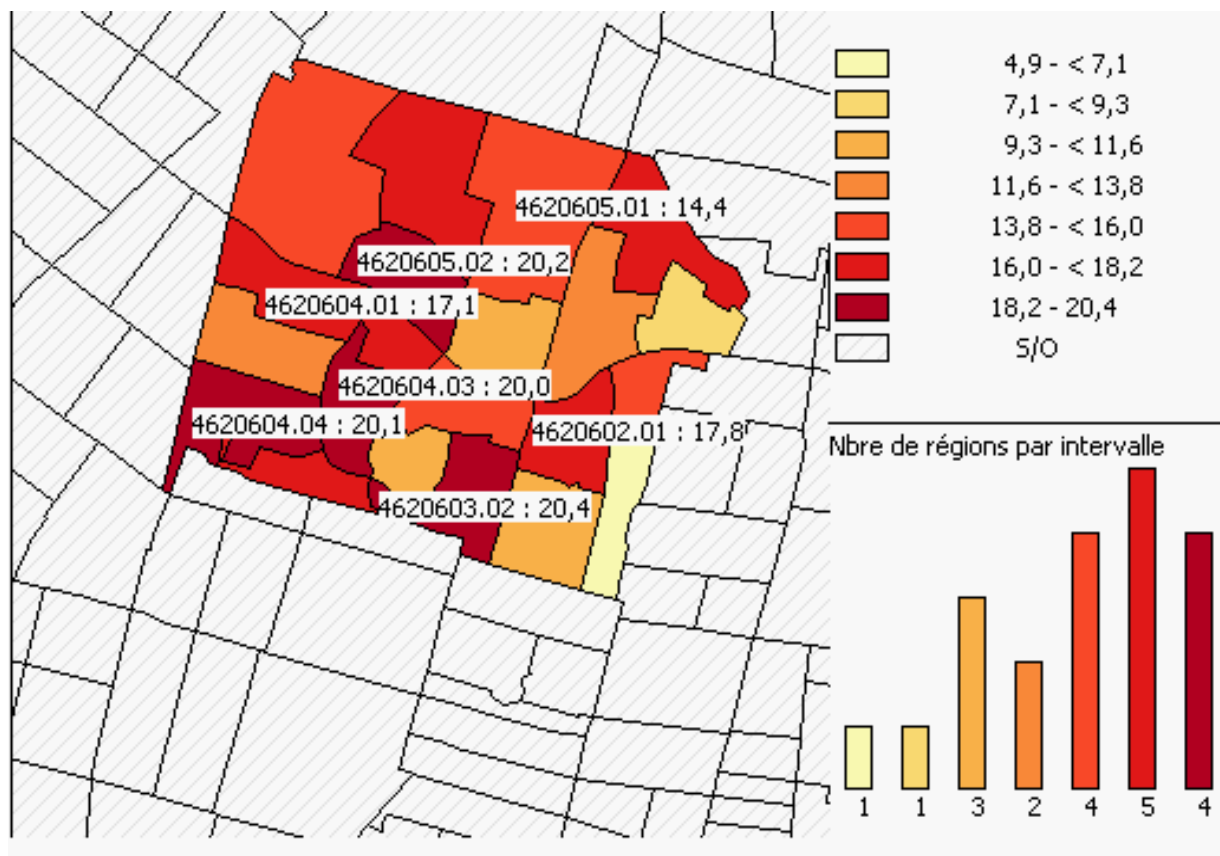 4620605.01 : 14,4
4620605.02 : 20,2
4620604.01 : 17,1
4620604.03 : 20,0
4620604.04 : 20,1
4620602.01 : 17,8
4620603.02 : 20,4
4,9 - < 7,1
7,1 - < 9,3
9,3 - < 11,6
11,6 - < 13,8
13,8 - < 16,0
16,0 - < 18,2
18,2 - 20,4
S/O
Nbre de régions par intervalle
1 1 3 2 4 5 4